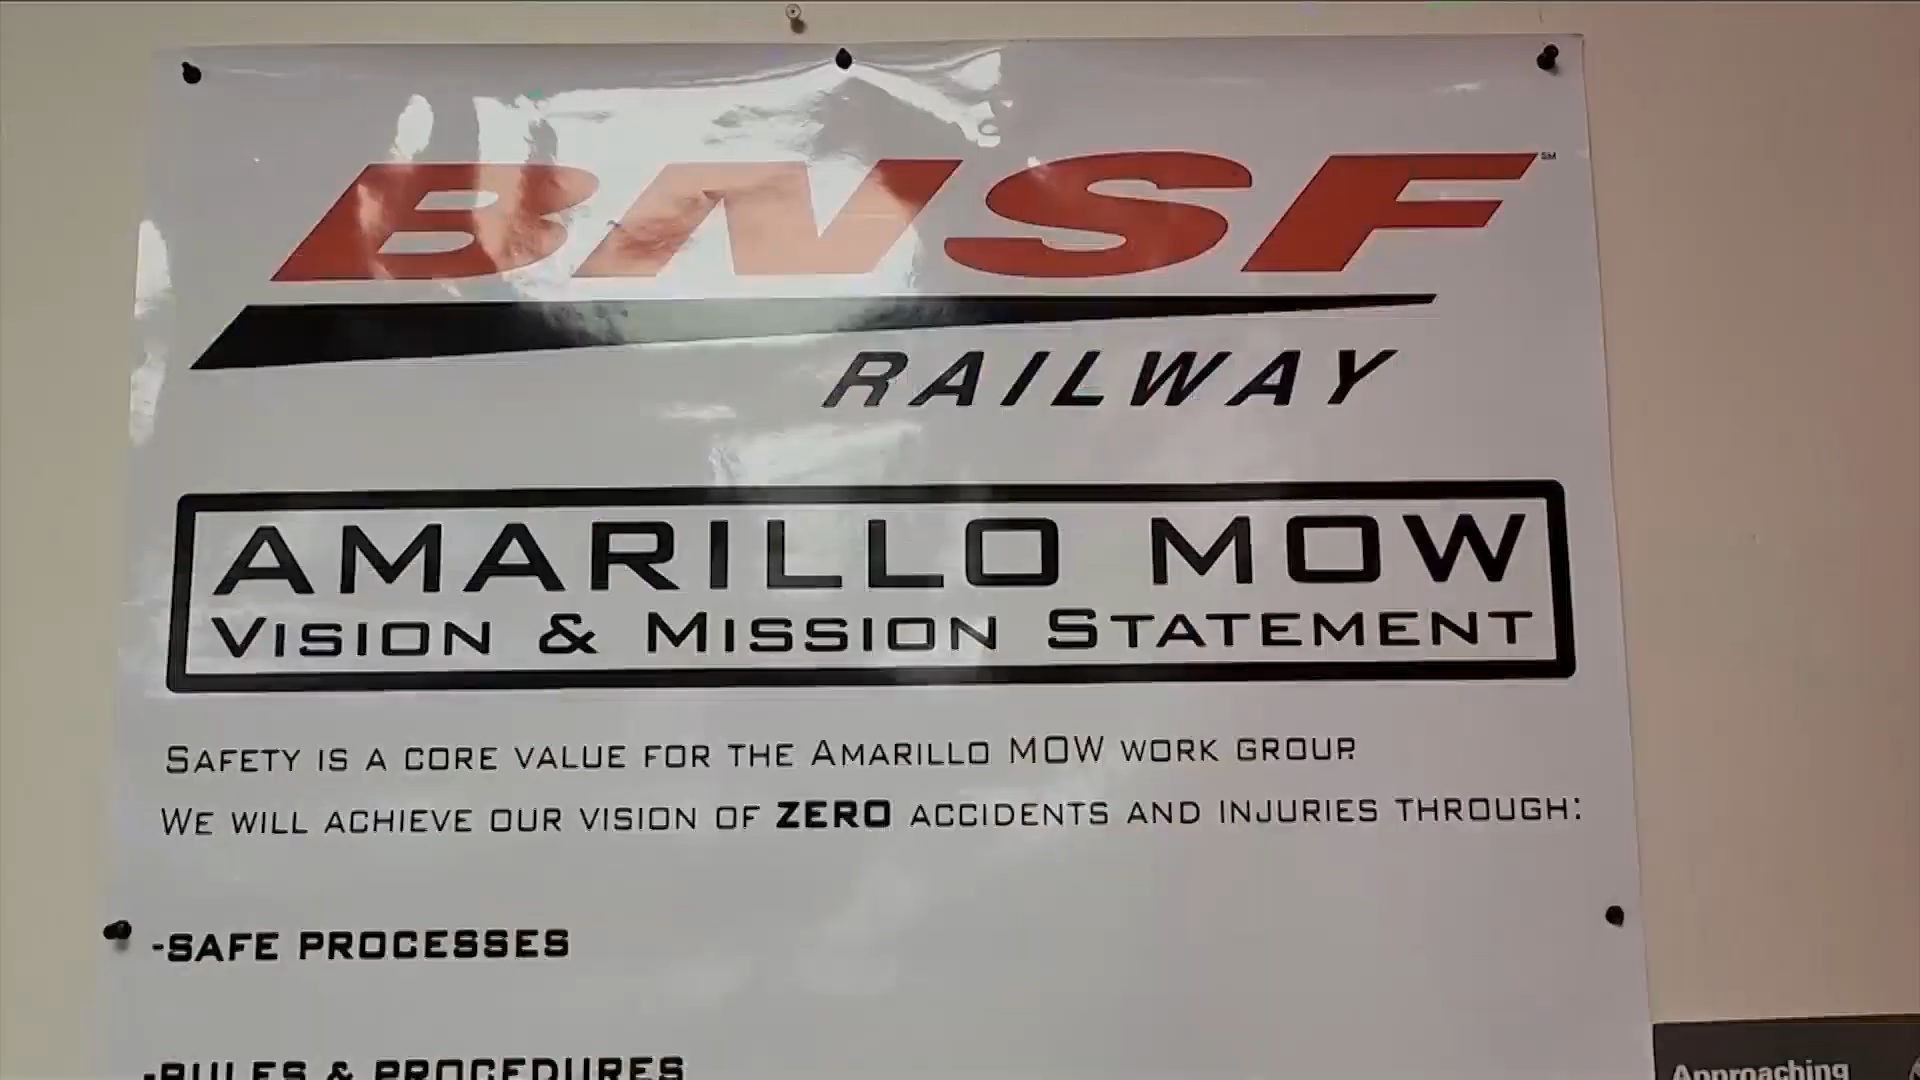 BNSF SM
RAILWAY
AMARILLO MOW
VISION & MISSION STATEMENT
SAFETY IS A CORE VALUE FOR THE AMARILLO MOW WORK GROUP.
WE WILL ACHIEVE OUR VISION OF ZERO ACCIDENTS AND INJURIES THROUGH:
-SAFE PROCESSES
-RULES & PROCEDURES
Approaching